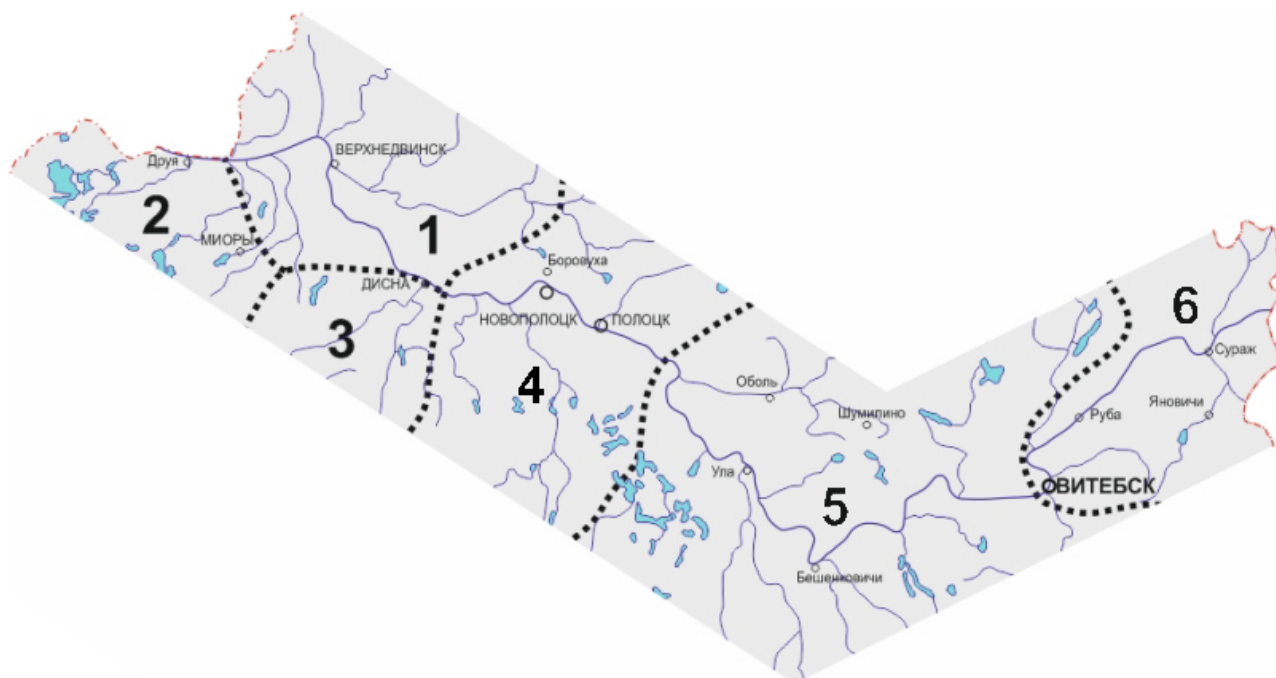 Друя
ВЕРХНЕДВИНСК
2
1
МИОРЫ
Боровуха
ДИСНА
НОВОПОЛОЦК
ПОЛОЦК
3
4
6
Сураж
Оболь
Шумилино
Руба
Яновичи
Ула
5
ВИТЕБСК
Бешенковичи